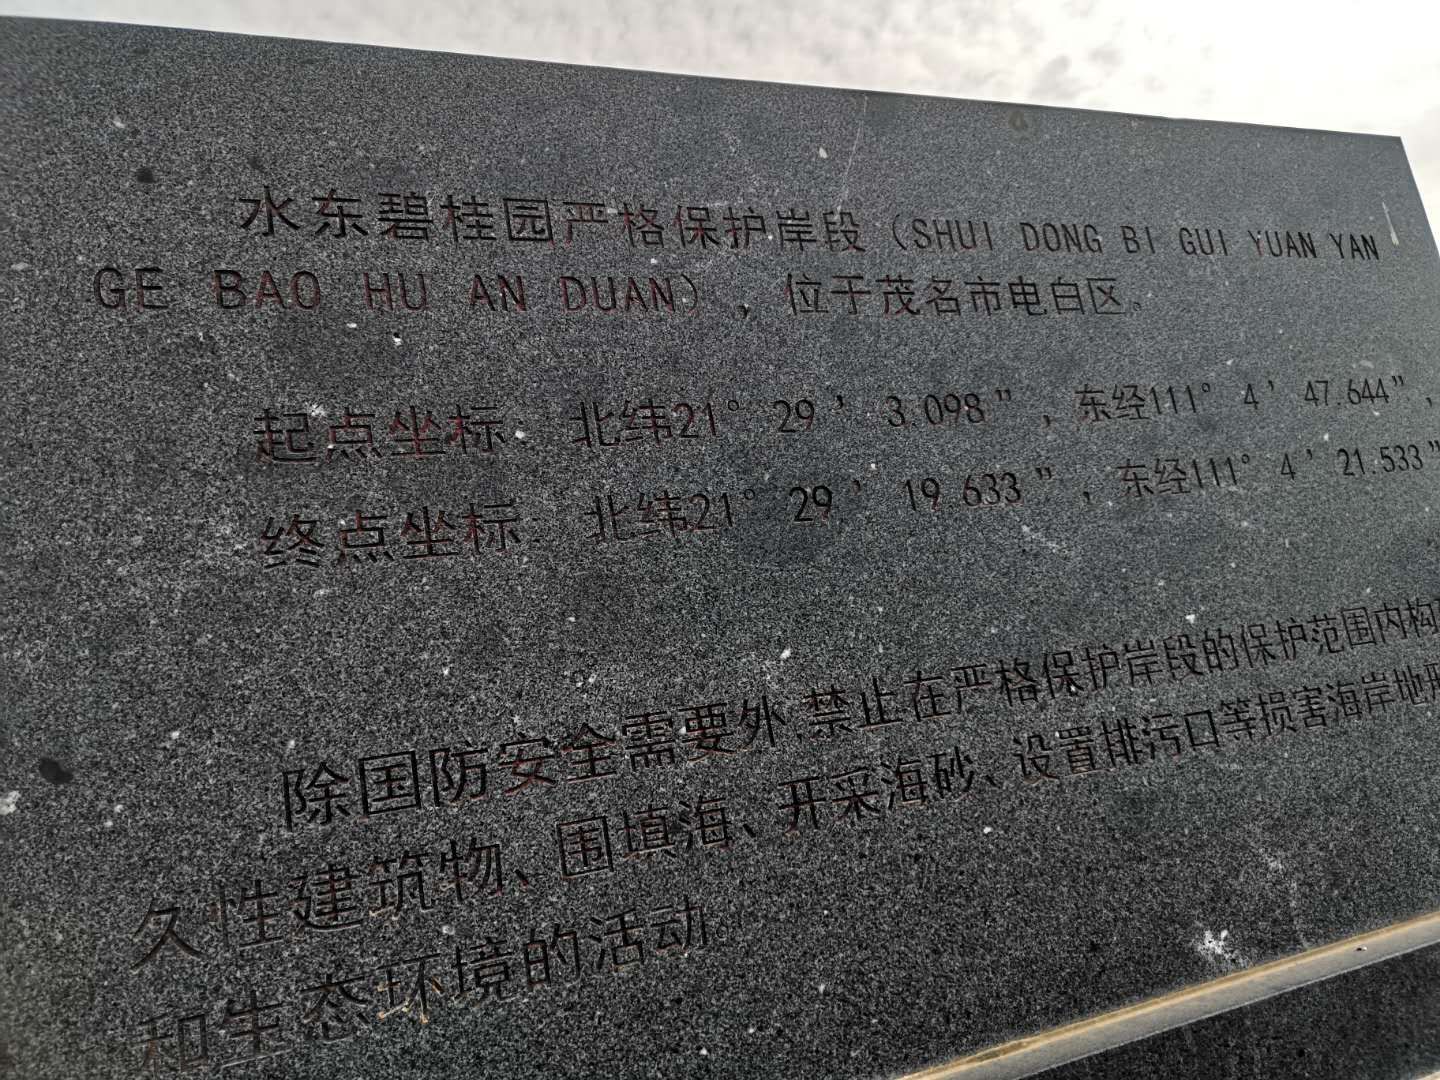 水东碧桂园严格保护岸段（SHUI DONG BI GUI YUAN YAN
GE BAO HU AN DUAN），位于茂名市电白区。
起点坐标：北纬21°29’3.098”，东经111°4’47.644”，
终点坐标：北纬21°29’19.633”，东经111°4’21.533”
除国防安全需要外,禁止在严格保护岸段的保护范围内构
久性建筑物、围填海、开采海砂、设置排污口等损害海岸地形
和生态环境的活动。